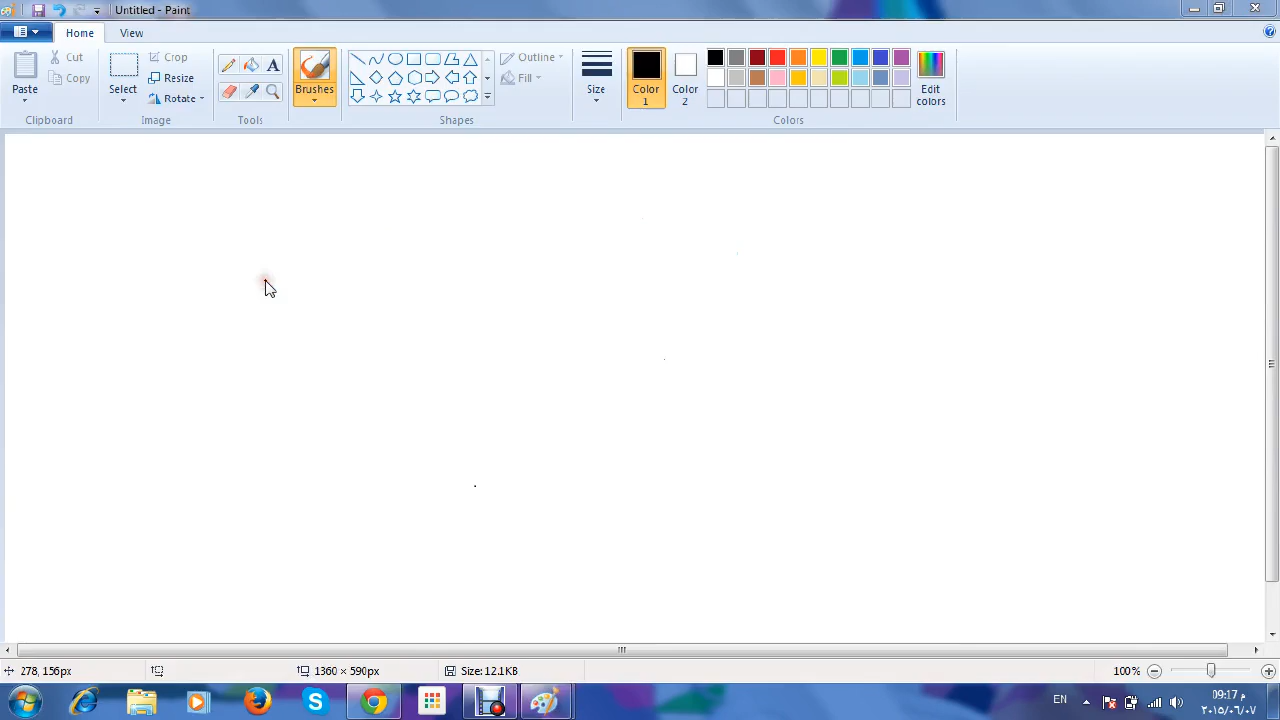 Untitled - Paint
Home
View
Paste
Cut
Copy
Clipboard
Select
Crop
Resize
Rotate
Image
Tools
Brushes
Outline
Fill
Shapes
Size
Color 1
Color 2
Edit colors
Colors
278, 156px
1360 × 590px
Size: 12.1KB
100%
EN
09:17 م
٢٠١٥/٠٦/٠٧